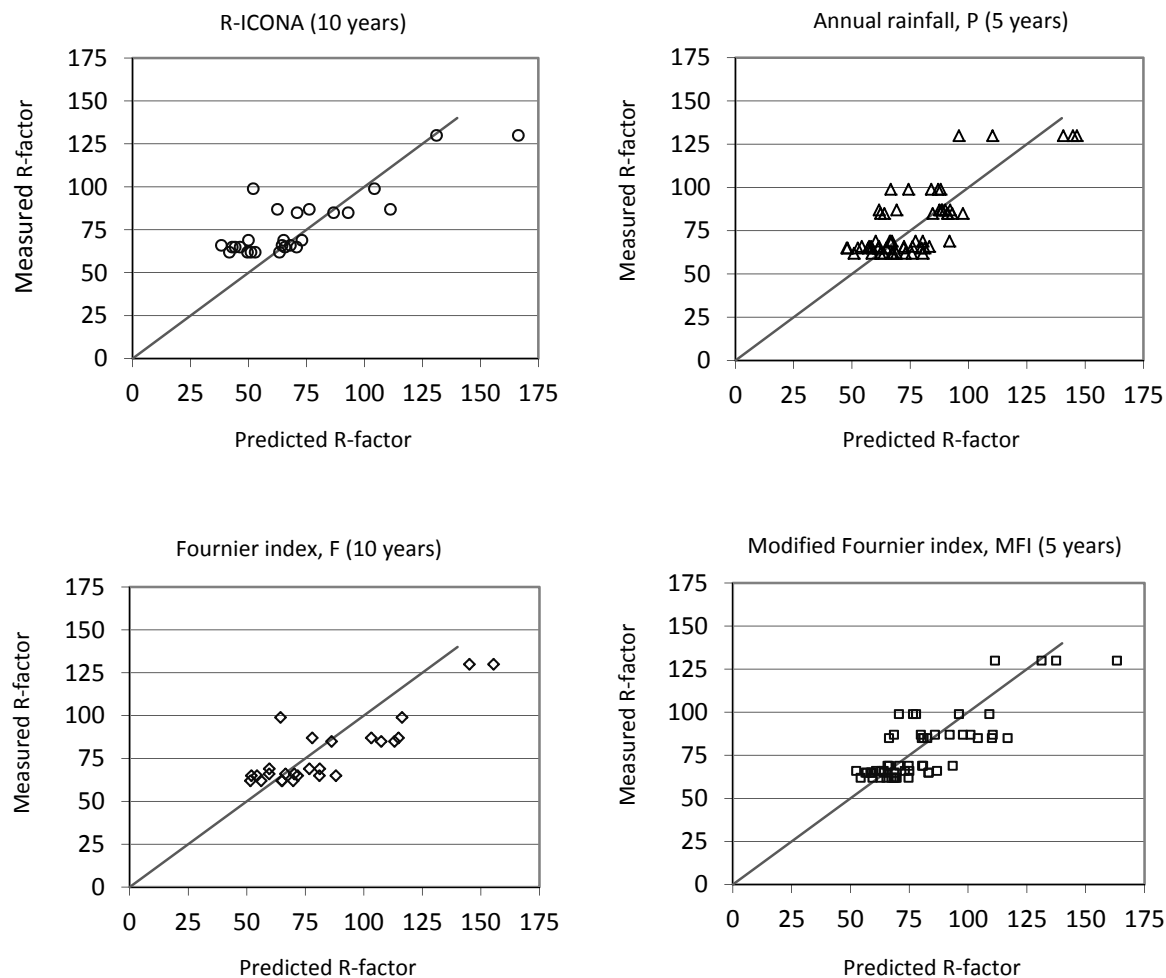 R-ICONA (10 years)
175
150
125
100
75
50
25
0
Measured R-factor
0 25 50 75 100 125 150 175
Predicted R-factor
Annual rainfall, P (5 years)
175
150
125
100
75
50
25
0
Measured R-factor
0 25 50 75 100 125 150 175
Predicted R-factor
Fournier index, F (10 years)
175
150
125
100
75
50
25
0
Measured R-factor
0 25 50 75 100 125 150 175
Predicted R-factor
Modified Fournier index, MFI (5 years)
175
150
125
100
75
50
25
0
Measured R-factor
0 25 50 75 100 125 150 175
Predicted R-factor